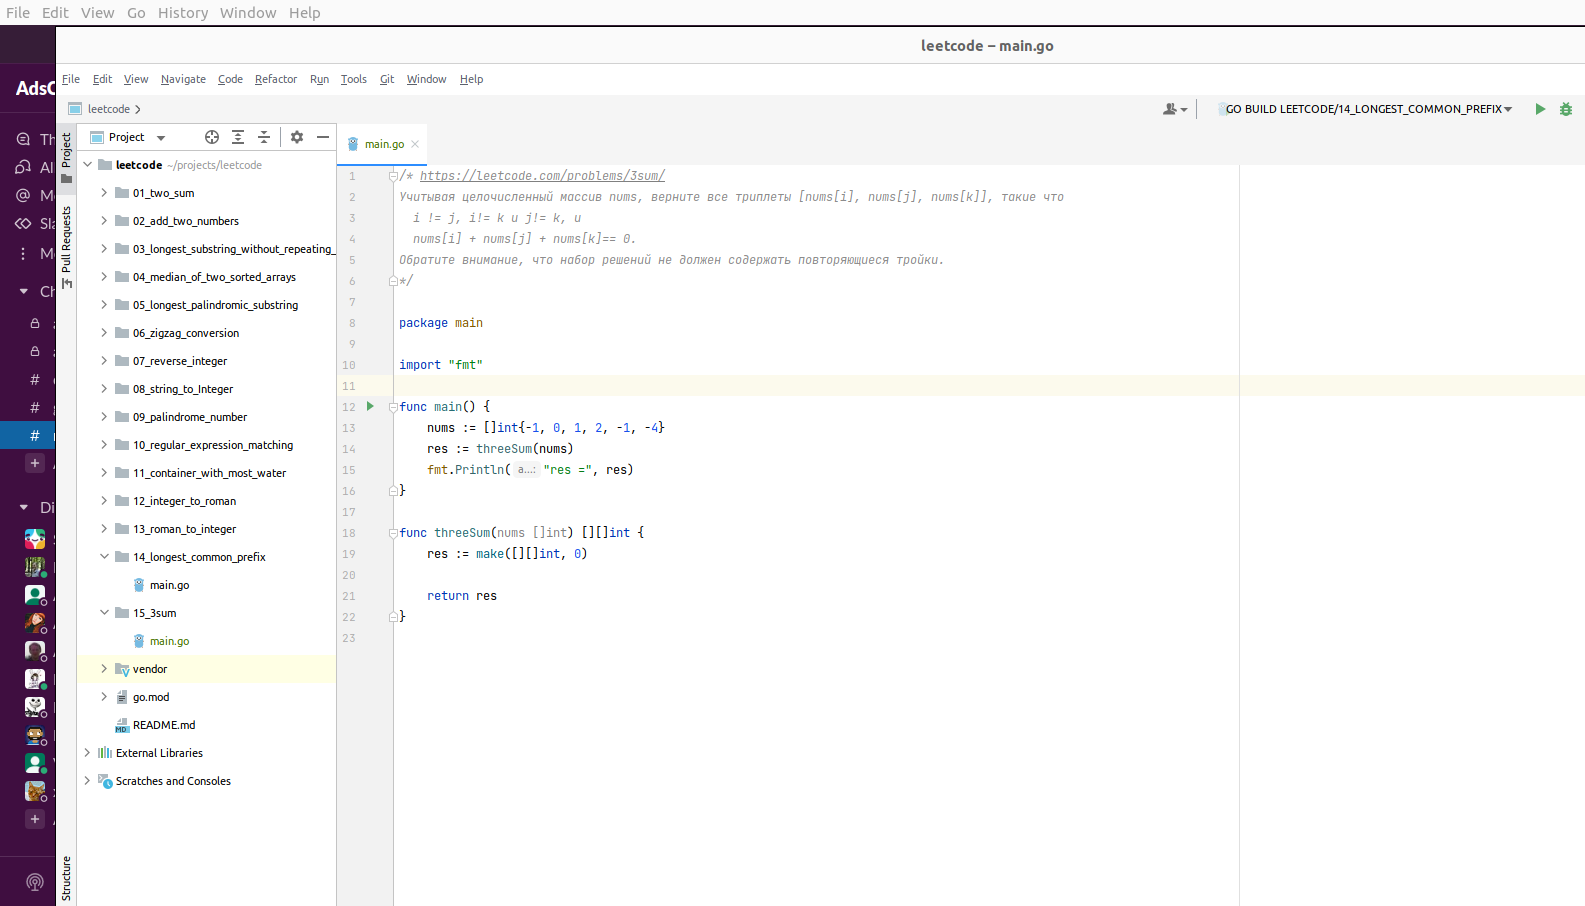 File Edit View Go History Window Help
leetcode – main.go
AdsC
File Edit View Navigate Code Refactor Run Tools Git Window Help
leetcode
GO BUILD LEETCODE/14_LONGEST_COMMON_PREFIX
Project
Pull Requests
Structure
Project
main.go
leetcode ~/projects/leetcode
01_two_sum
02_add_two_numbers
03_longest_substring_without_repeating_
04_median_of_two_sorted_arrays
05_longest_palindromic_substring
06_zigzag_conversion
07_reverse_integer
08_string_to_Integer
09_palindrome_number
10_regular_expression_matching
11_container_with_most_water
12_integer_to_roman
13_roman_to_integer
14_longest_common_prefix
main.go
15_3sum
main.go
vendor
go.mod
README.md
External Libraries
Scratches and Consoles
1 /* https://leetcode.com/problems/3sum/
2 Учитывая целочисленный массив nums, верните все триплеты [nums[i], nums[j], nums[k]], такие что
3 i != j, i!= k и j!= k, и
4 nums[i] + nums[j] + nums[k]== 0.
5 Обратите внимание, что набор решений не должен содержать повторяющиеся тройки.
6 */
7
8 package main
9
10 import "fmt"
11
12 func main() {
13 nums := []int{-1, 0, 1, 2, -1, -4}
14 res := threeSum(nums)
15 fmt.Println( a...: "res =", res)
16 }
17
18 func threeSum(nums []int) [][]int {
19 res := make([][]int, 0)
20
21 return res
22 }
23